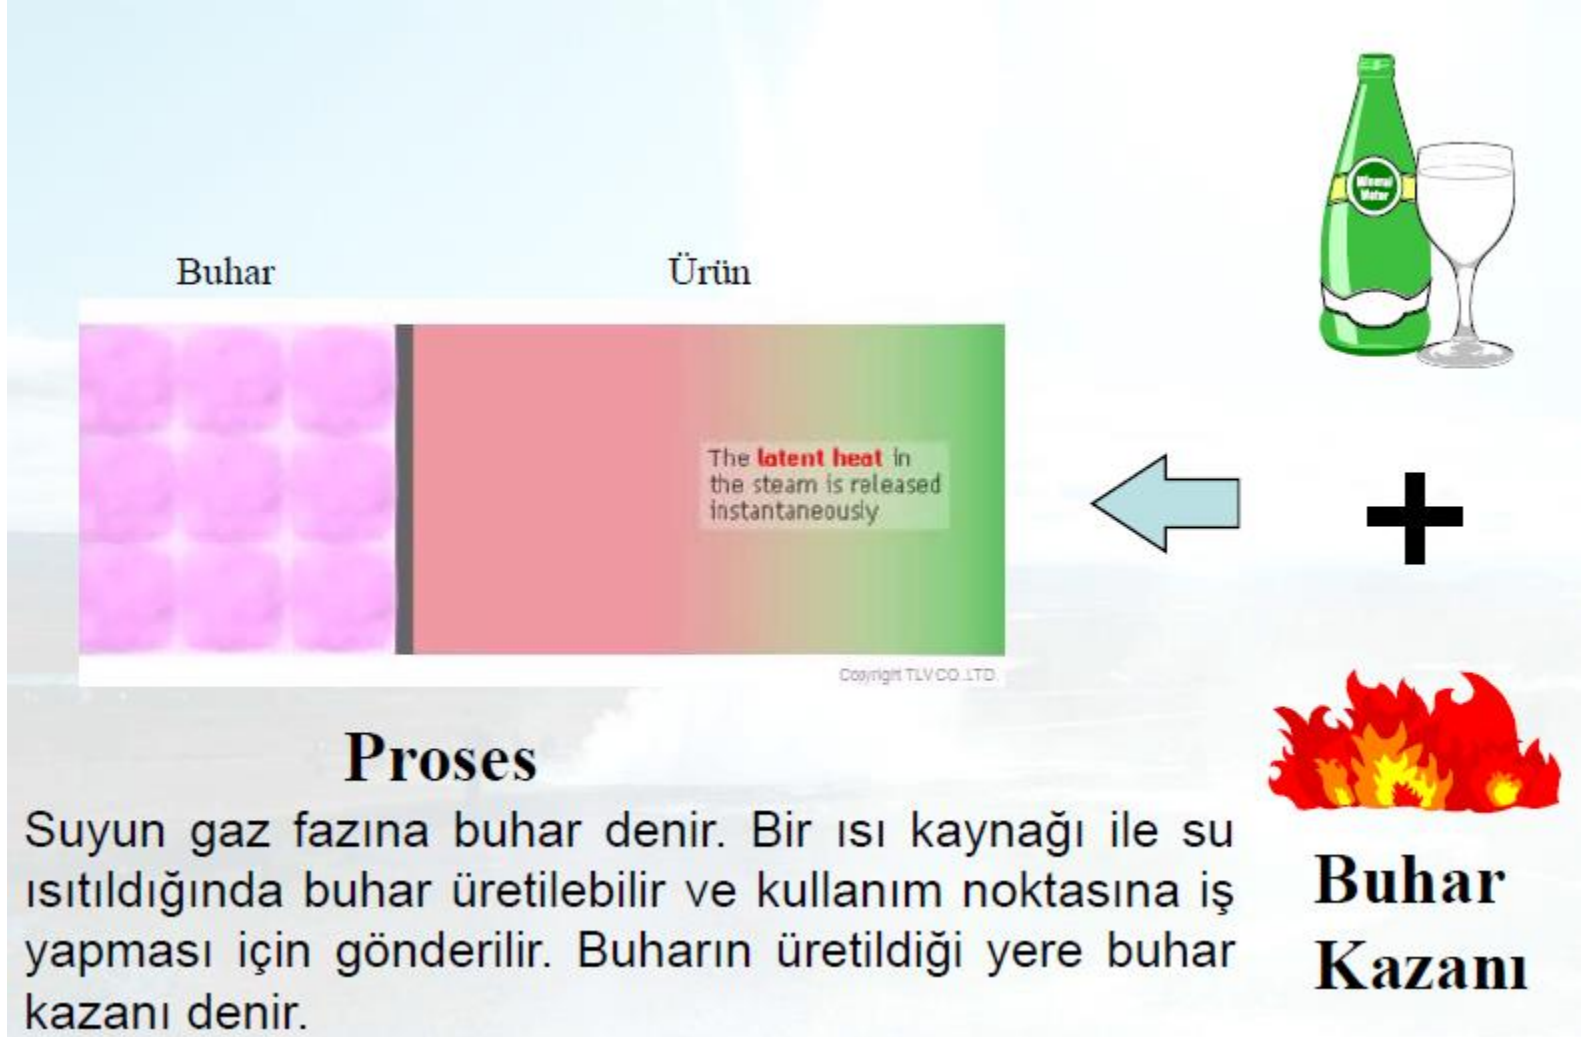 Buhar
Ürün
Mineral
Water
The latent heat in
the steam is released
instantaneously
Copyright TLV CO.,LTD.
Proses
Suyun gaz fazına buhar denir. Bir ısı kaynağı ile su
ısıtıldığında buhar üretilebilir ve kullanım noktasına iş
yapması için gönderilir. Buharın üretildiği yere buhar
kazanı denir.
Buhar
Kazanı